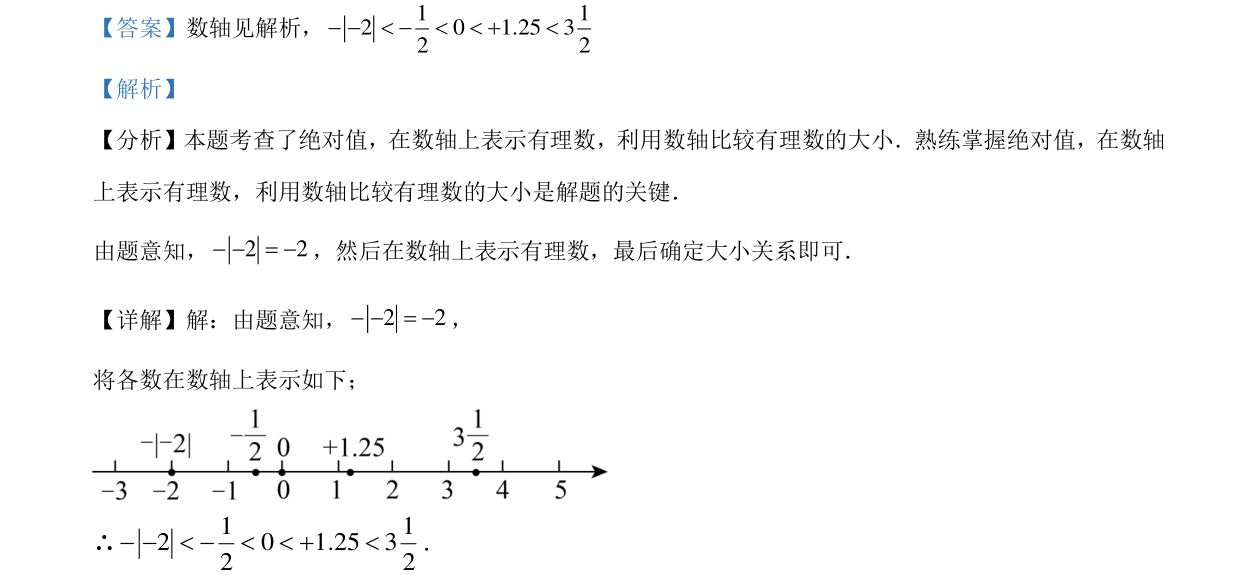 【答案】数轴见解析，−|−2|<−1/2<0<+1.25<3 1/2
【解析】
【分析】本题考查了绝对值，在数轴上表示有理数，利用数轴比较有理数的大小．熟练掌握绝对值，在数轴
上表示有理数，利用数轴比较有理数的大小是解题的关键．
由题意知，−|−2|=−2，然后在数轴上表示有理数，最后确定大小关系即可．
【详解】解：由题意知，−|−2|=−2，
将各数在数轴上表示如下；
−|−2| −1/2 0 +1.25 3 1/2
−3 −2 −1 0 1 2 3 4 5
∴−|−2|<−1/2<0<+1.25<3 1/2．